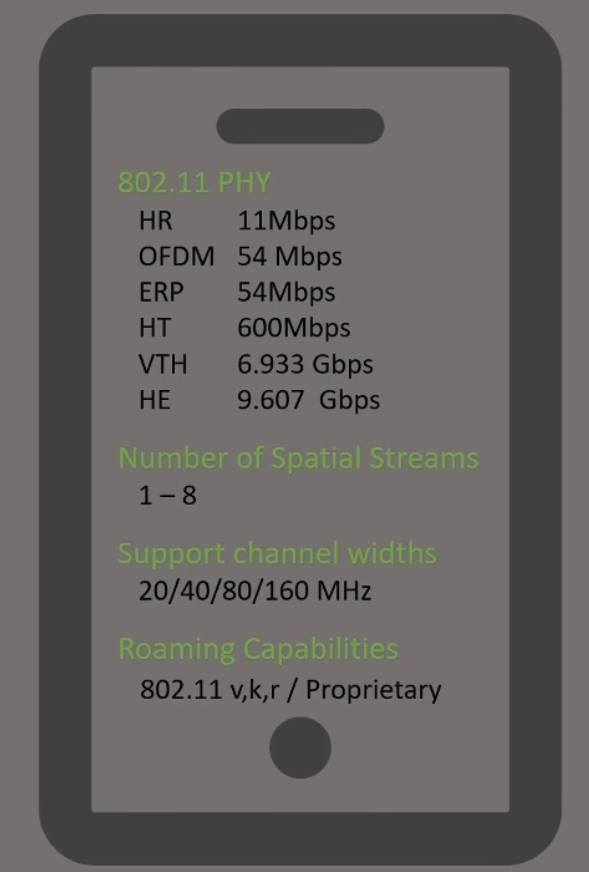 802.11 PHY
HR 11Mbps
OFDM 54 Mbps
ERP 54Mbps
HT 600Mbps
VTH 6.933 Gbps
HE 9.607 Gbps
Number of Spatial Streams
1 – 8
Support channel widths
20/40/80/160 MHz
Roaming Capabilities
802.11 v,k,r / Proprietary